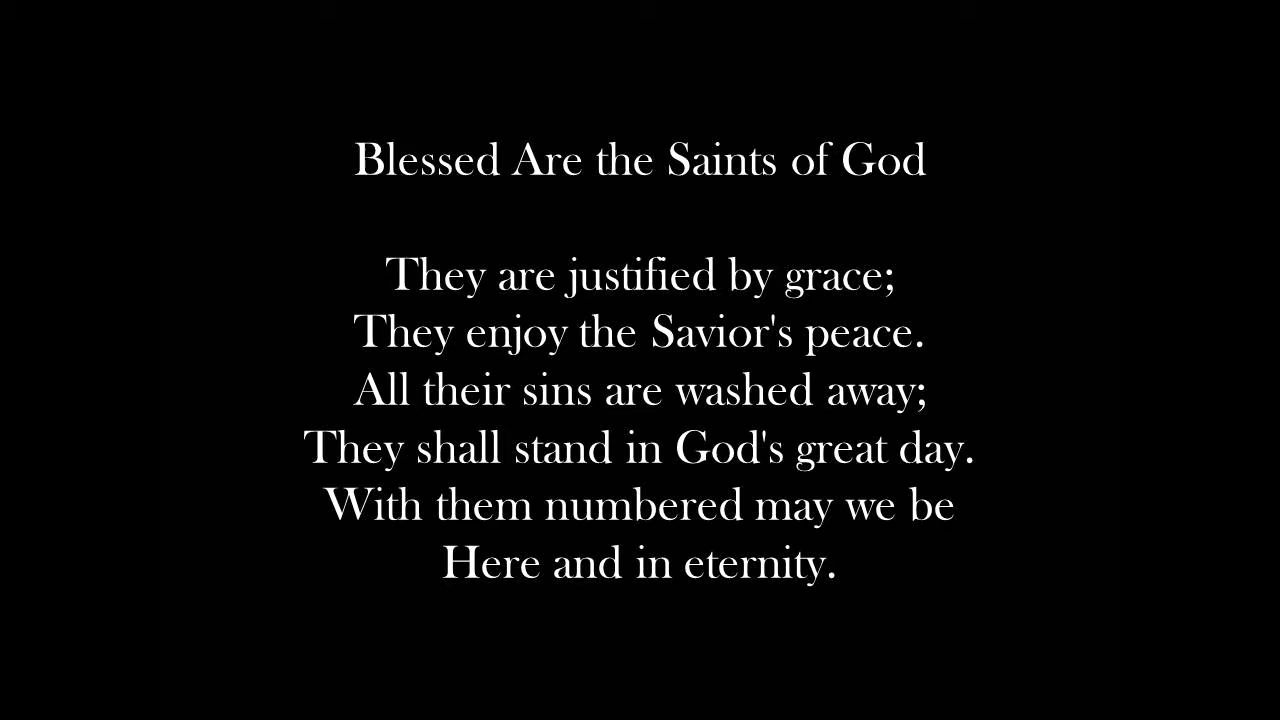 Blessed Are the Saints of God
They are justified by grace;
They enjoy the Savior's peace.
All their sins are washed away;
They shall stand in God's great day.
With them numbered may we be
Here and in eternity.